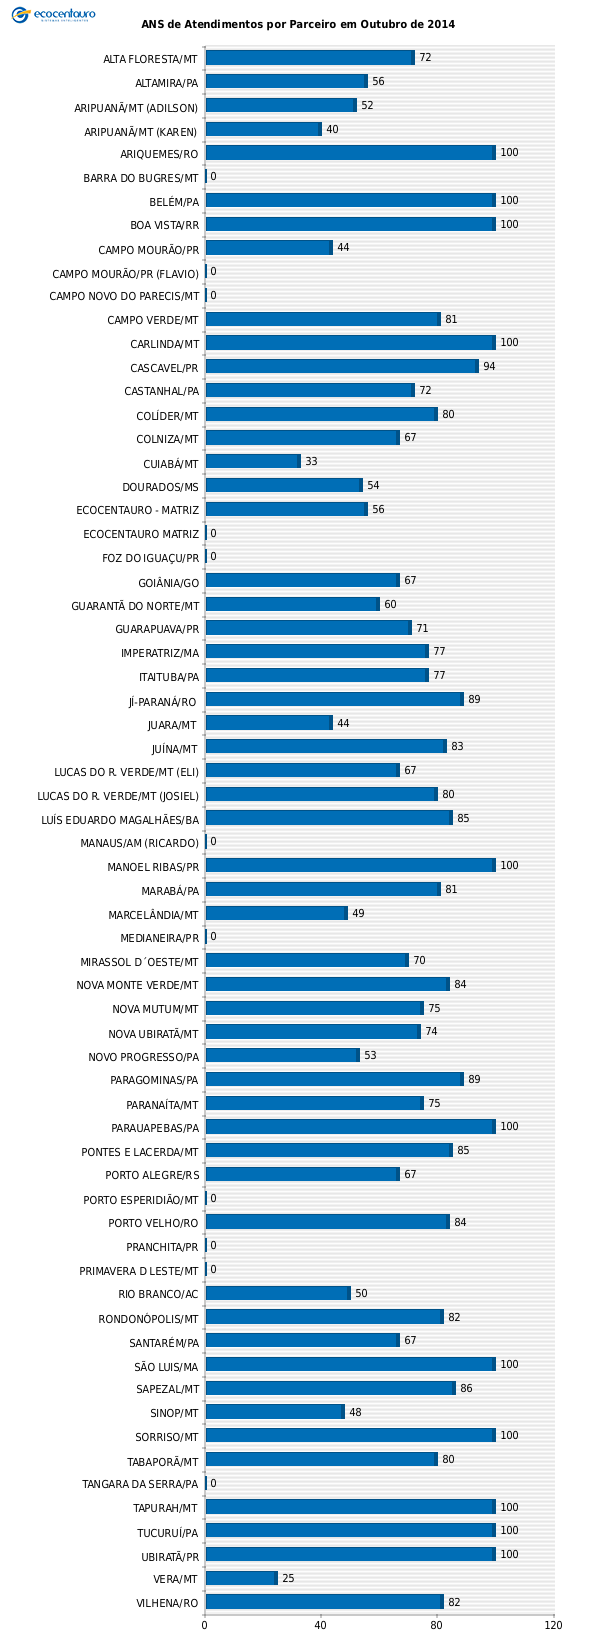 ecocentauro
ANS de Atendimentos por Parceiro em Outubro de 2014
ALTA FLORESTA/MT 72
ALTAMIRA/PA 56
ARIPUANÃ/MT (ADILSON) 52
ARIPUANÃ/MT (KAREN) 40
ARIQUEMES/RO 100
BARRA DO BUGRES/MT 0
BELÉM/PA 100
BOA VISTA/RR 100
CAMPO MOURÃO/PR 44
CAMPO MOURÃO/PR (FLAVIO) 0
CAMPO NOVO DO PARECIS/MT 0
CAMPO VERDE/MT 81
CARLINDA/MT 100
CASCAVEL/PR 94
CASTANHAL/PA 72
COLÍDER/MT 80
COLNIZA/MT 67
CUIABÁ/MT 33
DOURADOS/MS 54
ECOCENTAURO - MATRIZ 56
ECOCENTAURO MATRIZ 0
FOZ DO IGUAÇU/PR 0
GOIÂNIA/GO 67
GUARANTÃ DO NORTE/MT 60
GUARAPUAVA/PR 71
IMPERATRIZ/MA 77
ITAITUBA/PA 77
JÍ-PARANÁ/RO 89
JUARA/MT 44
JUÍNA/MT 83
LUCAS DO R. VERDE/MT (ELI) 67
LUCAS DO R. VERDE/MT (JOSIEL) 80
LUÍS EDUARDO MAGALHÃES/BA 85
MANAUS/AM (RICARDO) 0
MANOEL RIBAS/PR 100
MARABÁ/PA 81
MARCELÂNDIA/MT 49
MEDIANEIRA/PR 0
MIRASSOL D´OESTE/MT 70
NOVA MONTE VERDE/MT 84
NOVA MUTUM/MT 75
NOVA UBIRATÃ/MT 74
NOVO PROGRESSO/PA 53
PARAGOMINAS/PA 89
PARANAÍTA/MT 75
PARAUAPEBAS/PA 100
PONTES E LACERDA/MT 85
PORTO ALEGRE/RS 67
PORTO ESPERIDIÃO/MT 0
PORTO VELHO/RO 84
PRANCHITA/PR 0
PRIMAVERA D LESTE/MT 0
RIO BRANCO/AC 50
RONDONÓPOLIS/MT 82
SANTARÉM/PA 67
SÃO LUIS/MA 100
SAPEZAL/MT 86
SINOP/MT 48
SORRISO/MT 100
TABAPORÃ/MT 80
TANGARA DA SERRA/PA 0
TAPURAH/MT 100
TUCURUÍ/PA 100
UBIRATÃ/PR 100
VERA/MT 25
VILHENA/RO 82
0 40 80 120